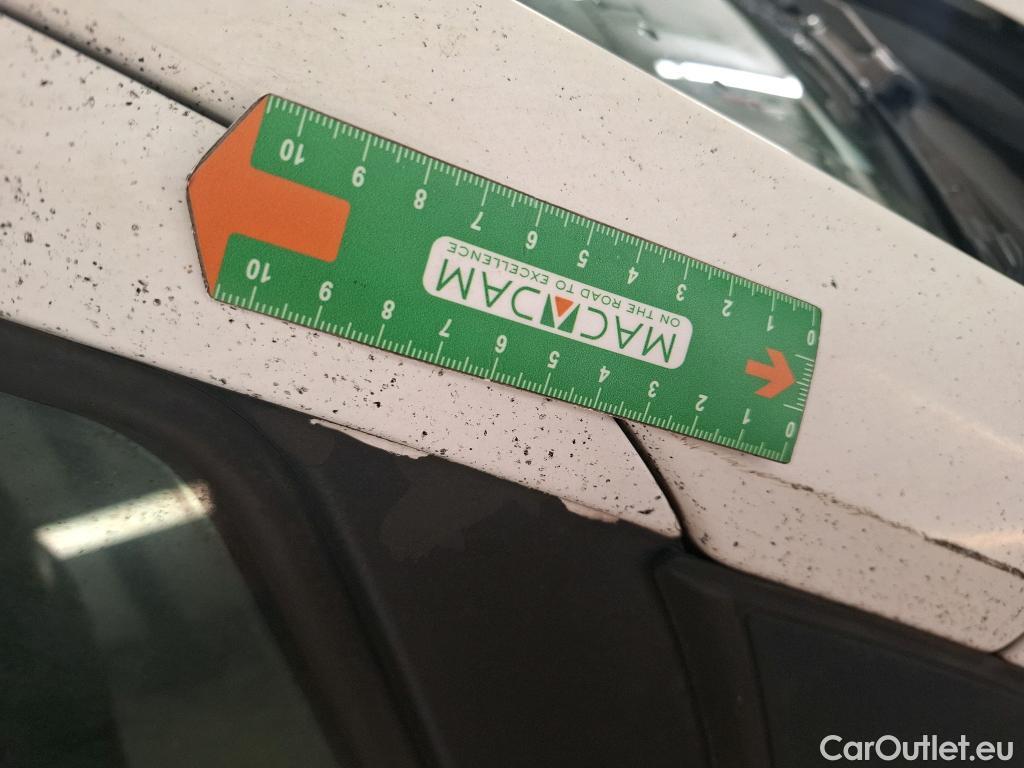 MACADAM
ON THE ROAD TO EXCELLENCE
0 1 2 3 4 5 6 7 8 9 10
0 1 2 3 4 5 6 7 8 9 10
CarOutlet.eu